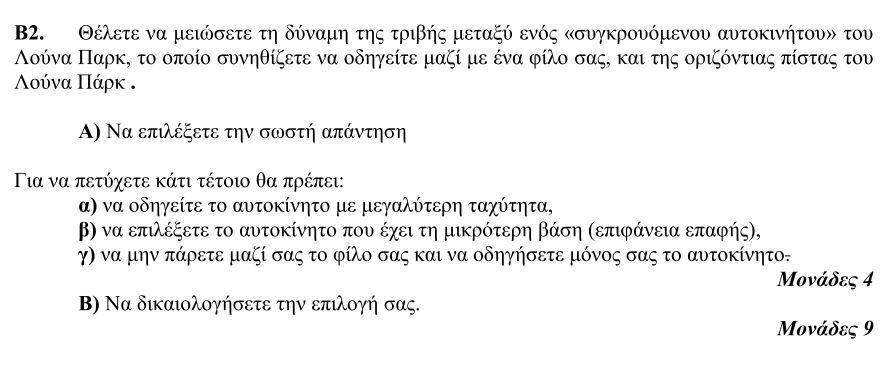 Β2. Θέλετε να μειώσετε τη δύναμη της τριβής μεταξύ ενός «συγκρουόμενου αυτοκινήτου» του
Λούνα Παρκ, το οποίο συνηθίζετε να οδηγείτε μαζί με ένα φίλο σας, και της οριζόντιας πίστας του
Λούνα Πάρκ .
Α) Να επιλέξετε την σωστή απάντηση
Για να πετύχετε κάτι τέτοιο θα πρέπει:
α) να οδηγείτε το αυτοκίνητο με μεγαλύτερη ταχύτητα,
β) να επιλέξετε το αυτοκίνητο που έχει τη μικρότερη βάση (επιφάνεια επαφής),
γ) να μην πάρετε μαζί σας το φίλο σας και να οδηγήσετε μόνος σας το αυτοκίνητο.
Μονάδες 4
Β) Να δικαιολογήσετε την επιλογή σας.
Μονάδες 9